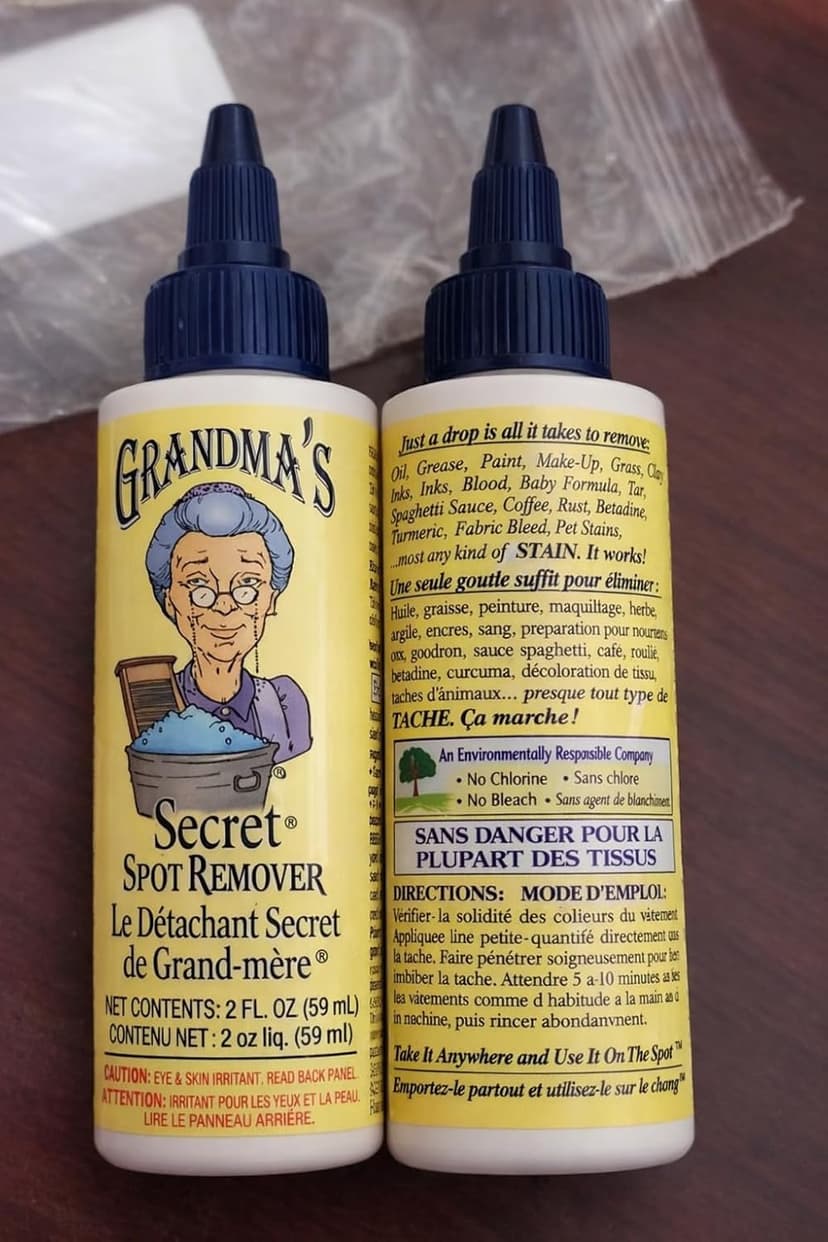 GRANDMA'S
®
Secret®
SPOT REMOVER
Le Détachant Secret
de Grand-mère®
NET CONTENTS: 2 FL. OZ (59 mL)
CONTENU NET : 2 oz liq. (59 ml)
CAUTION: EYE & SKIN IRRITANT. READ BACK PANEL.
ATTENTION: IRRITANT POUR LES YEUX ET LA PEAU.
LIRE LE PANNEAU ARRIÉRE.
Just a drop is all it takes to remove:
Oil, Grease, Paint, Make-Up, Grass, Clay
Inks, Inks, Blood, Baby Formula, Tar,
Spaghetti Sauce, Coffee, Rust, Betadine,
Turmeric, Fabric Bleed, Pet Stains,
...most any kind of STAIN. It works!
Une seule goutle suffit pour éliminer :
Huile, graisse, peinture, maquillage, herbe,
argile, encres, sang, preparation pour
goodron, sauce spaghetti, café,
betadine, curcuma, décoloration de tissu,
taches d'ánimaux... presque tout type de
TACHE. Ça marche !
An Environmentally Responsible Company
• No Chlorine • Sans chlore
• No Bleach • Sans agent de blanchiment
SANS DANGER POUR LA
PLUPART DES TISSUS
DIRECTIONS: MODE D'EMPLOI:
Vérifier-la solidité des colieurs du vátement
Appliquee line petite-quantifé directement
la tache. Faire pénétrer soigneusement pour
imbiber la tache. Attendre 5 a-10 minutes
lea vátements comme d habitude a la main
in nachine, puis rincer abondanvnent.
Take It Anywhere and Use It On The Spot™
Emportez-le partout et utilisez-le sur le chong™